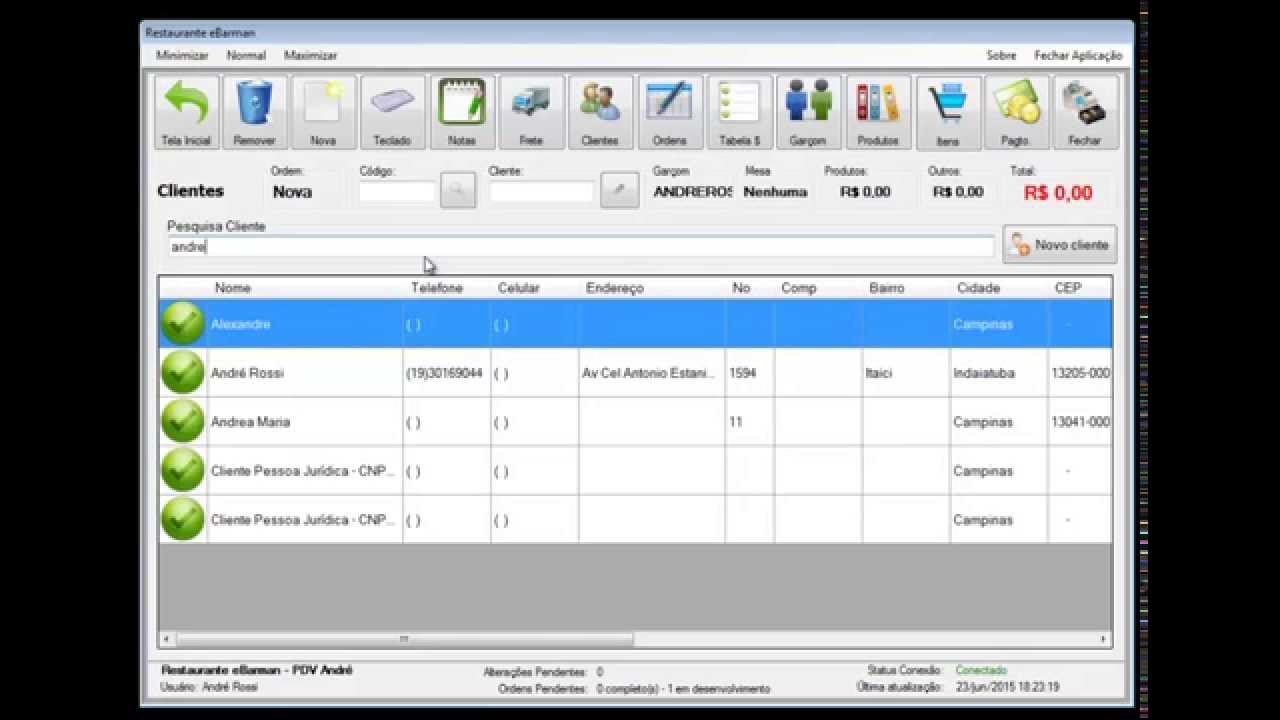 Restaurante eBarman
Minimizar Normal Maximizar Sobre Fechar Aplicação
Tela Inicial Remover Nova Teclado Notas Frete Clientes Ordens Tabela $ Garçom Produtos Itens Pagto. Fechar
Ordem: Código: Cliente: Garçom Mesa Produtos: Outros: Total:
Clientes Nova ANDREROS Nenhuma R$ 0,00 R$ 0,00 R$ 0,00
Pesquisa Cliente
andre Novo cliente
Nome Telefone Celular Endereço No Comp Bairro Cidade CEP
Alexandre ( ) ( ) Campinas -
André Rossi (19)30169044 ( ) Av Cel Antonio Estani... 1594 Itaici Indaiatuba 13205-000
Andrea Maria ( ) ( ) 11 Campinas 13041-000
Cliente Pessoa Jurídica - CNP... ( ) ( ) Campinas -
Cliente Pessoa Jurídica - CNP... ( ) ( ) Campinas -
Restaurante eBarman - PDV André Alterações Pendentes: 0 Status Conexão: Conectado
Usuário: André Rossi Ordens Pendentes: 0 completo(s) - 1 em desenvolvimento Última atualização: 23/jun/2015 18:23:19